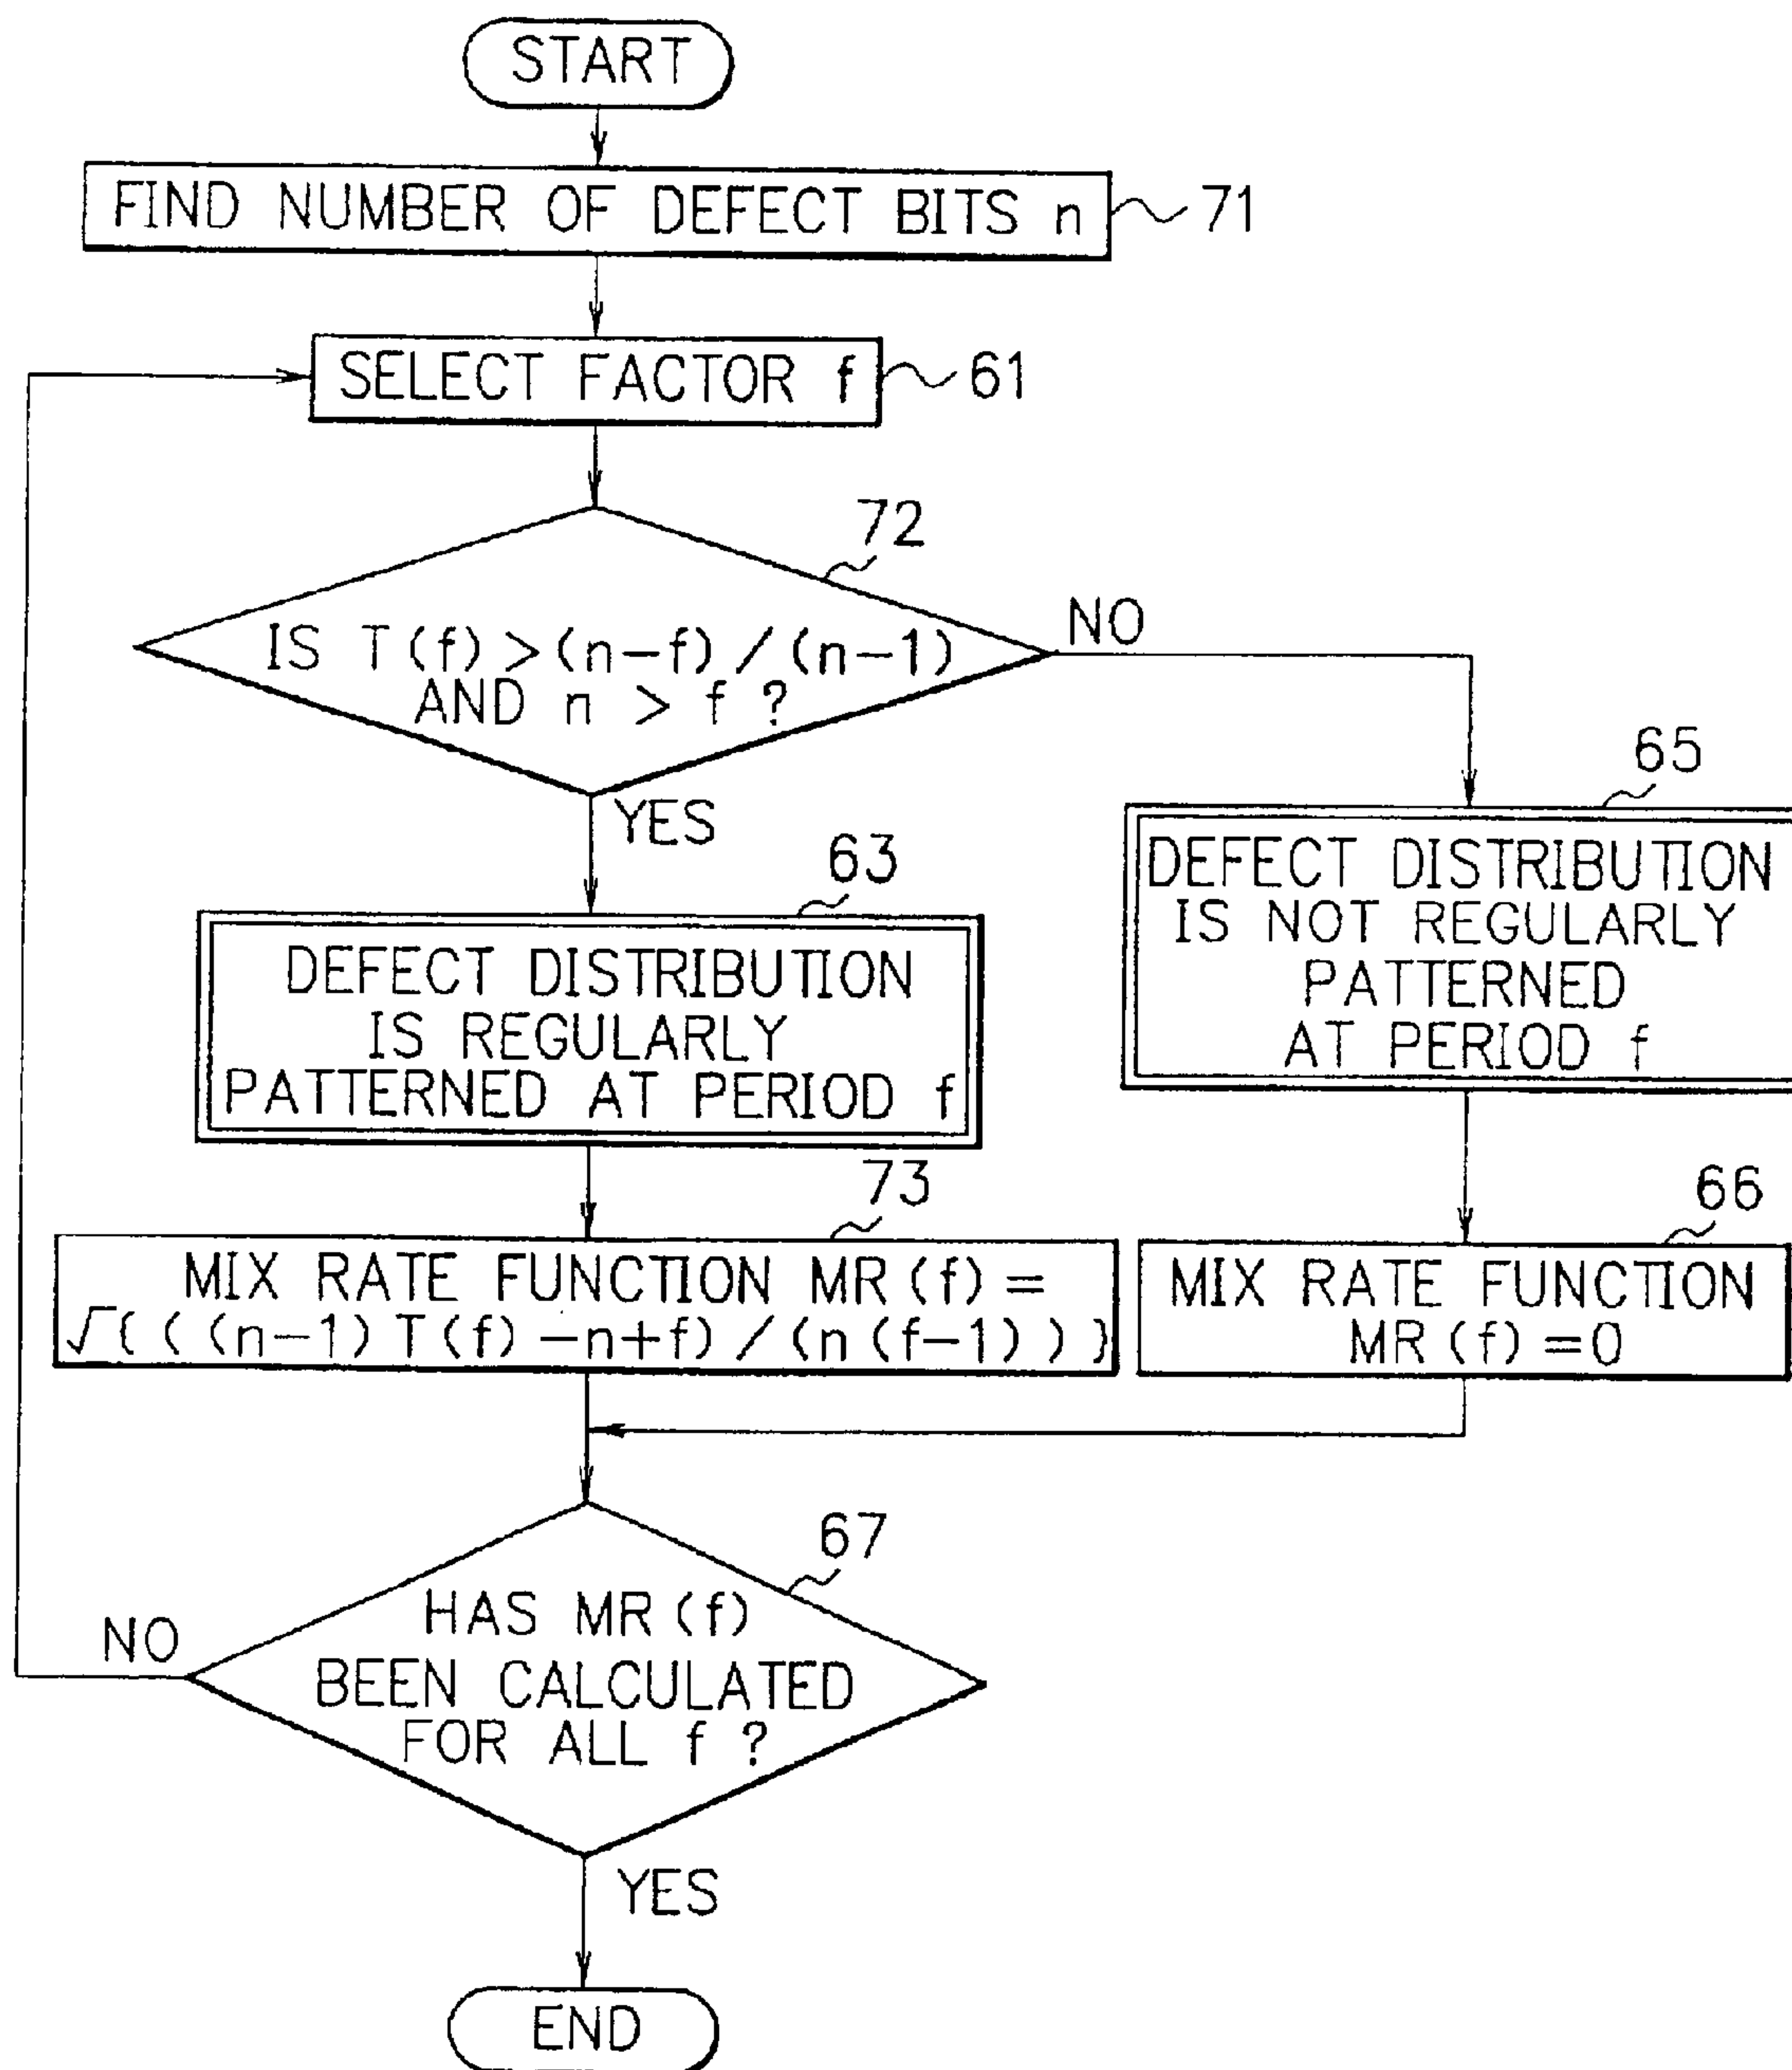 START
FIND NUMBER OF DEFECT BITS n
71
SELECT FACTOR f
61
72
IS T(f)>(n-f)/(n-1)
AND n > f ?
NO
YES
63
65
DEFECT DISTRIBUTION
IS REGULARLY
PATTERNED AT PERIOD f
DEFECT DISTRIBUTION
IS NOT REGULARLY
PATTERNED
AT PERIOD f
73
66
MIX RATE FUNCTION MR(f)=
√{(((n-1)T(f)-n+f)/(n(f-1))}
MIX RATE FUNCTION
MR(f)=0
67
HAS MR(f)
BEEN CALCULATED
FOR ALL f ?
NO
YES
END